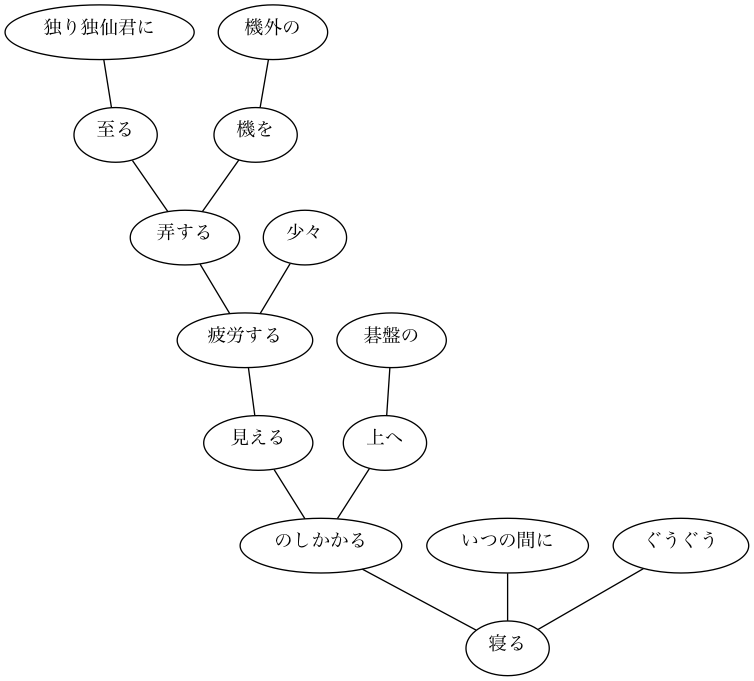 独り独仙君に
機外の
至る
機を
弄する
少々
疲労する
碁盤の
見える
上へ
のしかかる
いつの間に
ぐうぐう
寝る